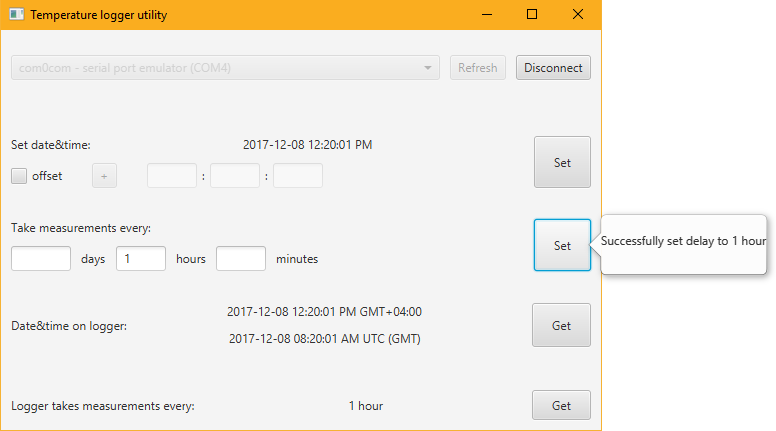 Temperature logger utility
com0com - serial port emulator (COM4) Refresh Disconnect
Set date&time: 2017-12-08 12:20:01 PM
Set
offset + : :
Take measurements every:
Set
Successfully set delay to 1 hour
days 1 hours minutes
2017-12-08 12:20:01 PM GMT+04:00
Date&time on logger:
Get
2017-12-08 08:20:01 AM UTC (GMT)
Logger takes measurements every: 1 hour Get